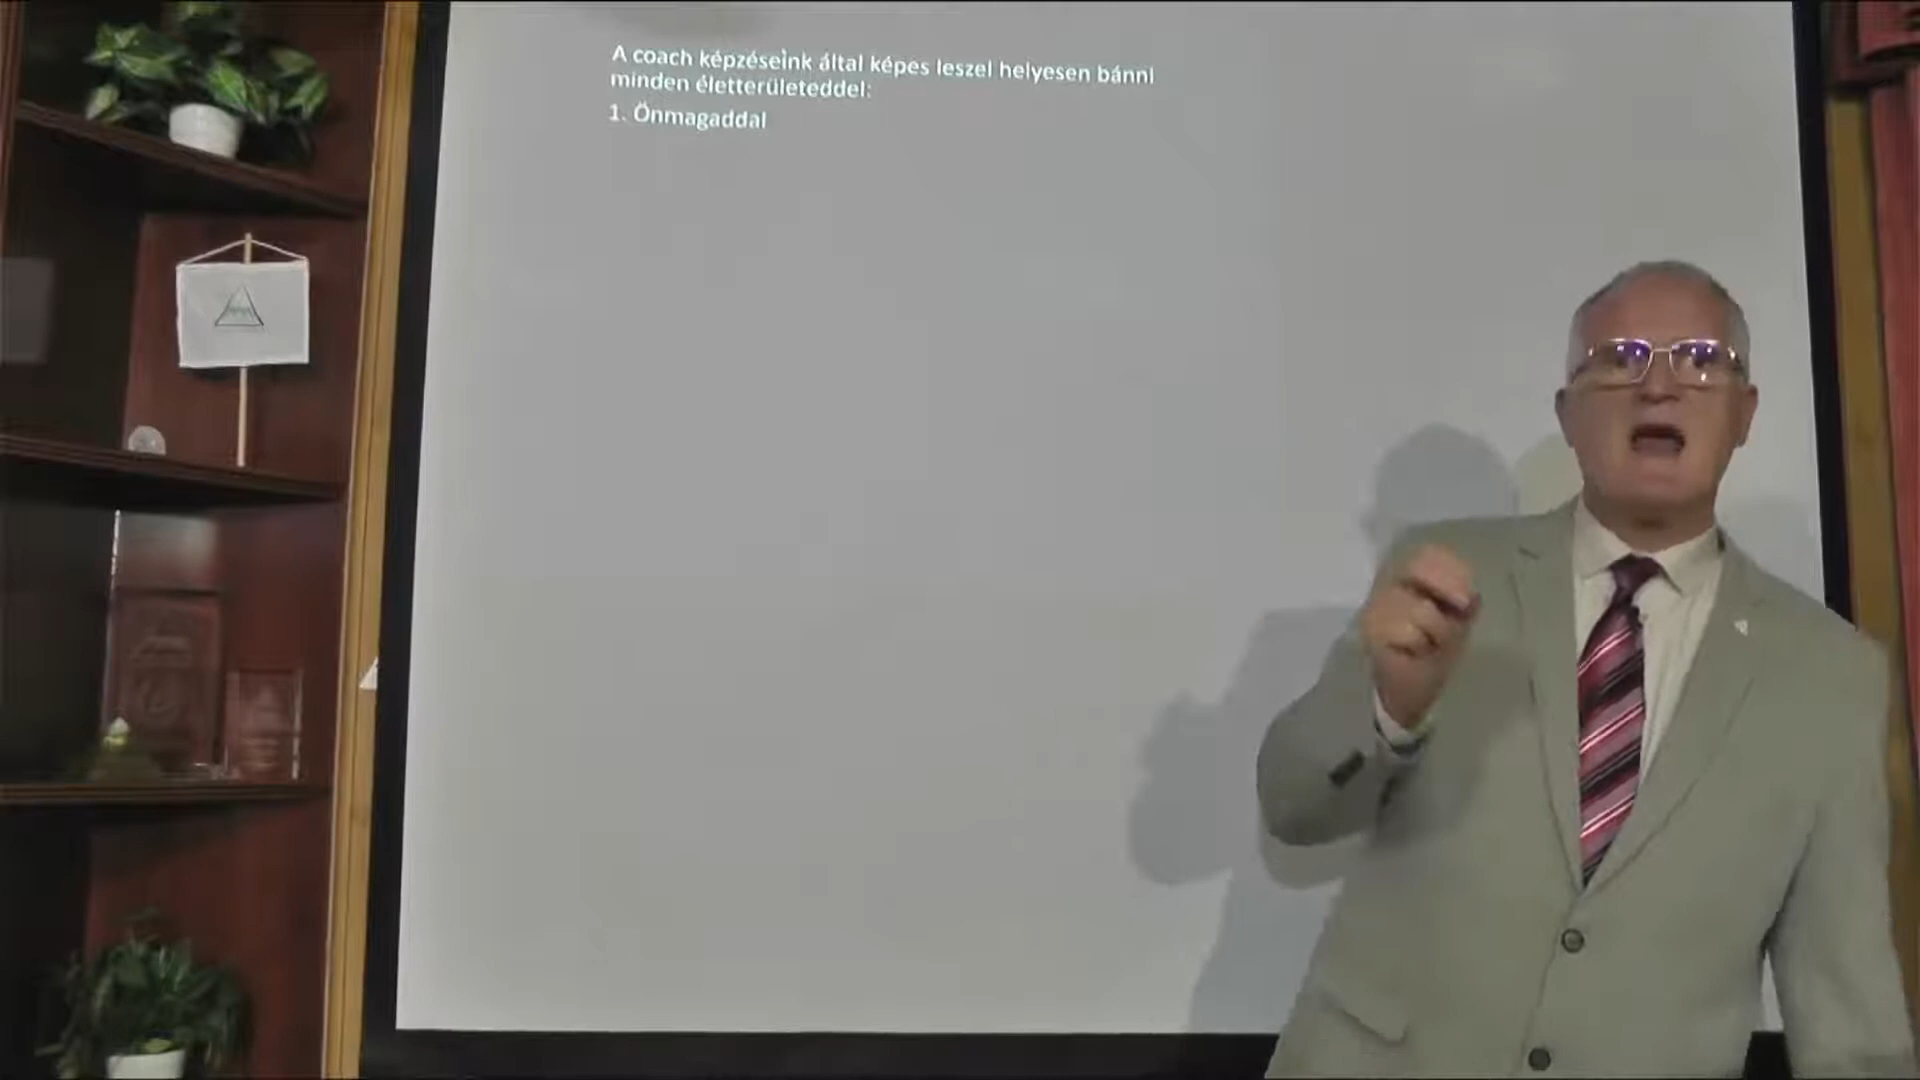 A coach képzéseink által képes leszel helyesen bánni
minden életterületeddel:
1. Önmagaddal